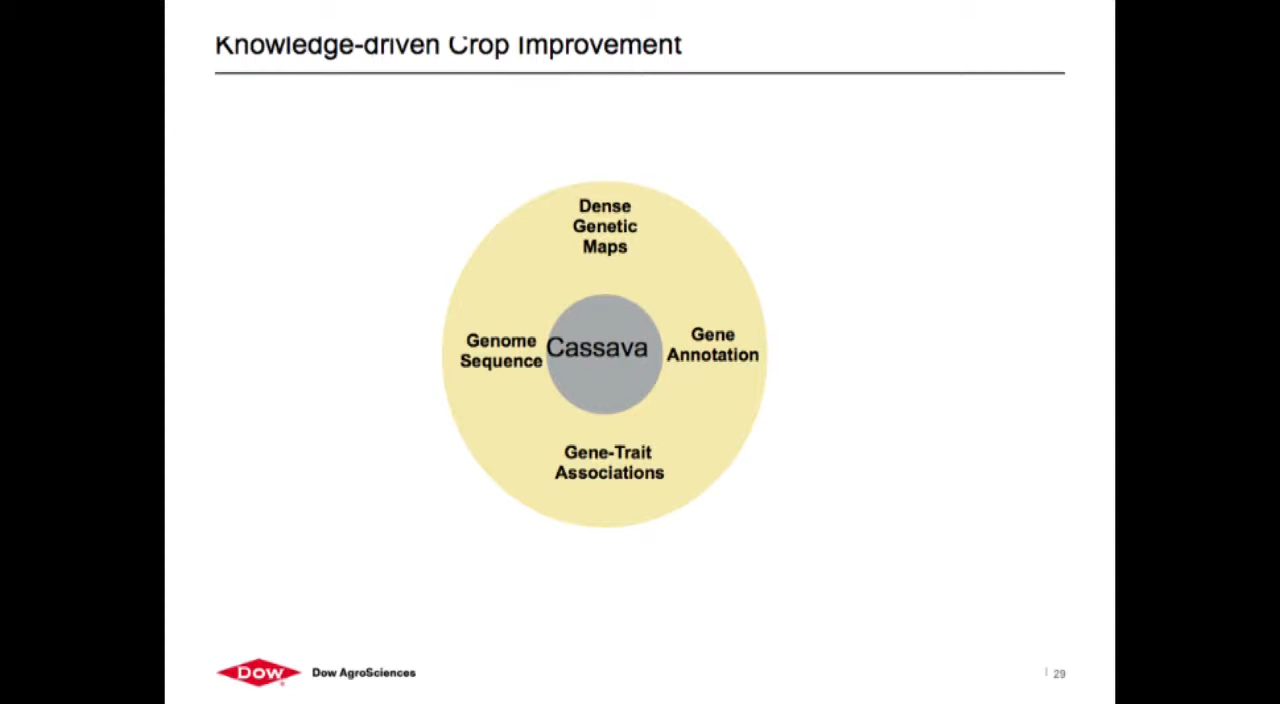 Knowledge-driven Crop Improvement
Dense
Genetic
Maps
Genome
Sequence
Cassava
Gene
Annotation
Gene-Trait
Associations
Dow
Dow AgroSciences
29